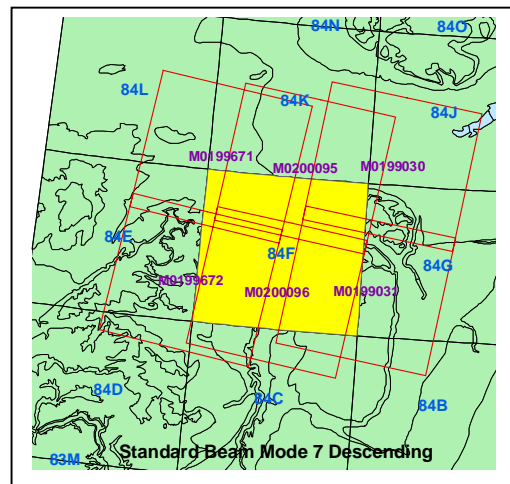 84N
84O
84L
84K
84J
M0199671
M0200095
M0199030
84E
84F
84G
M0199672
M0200096
M0199031
84D
84C
84B
83M
Standard Beam Mode 7 Descending